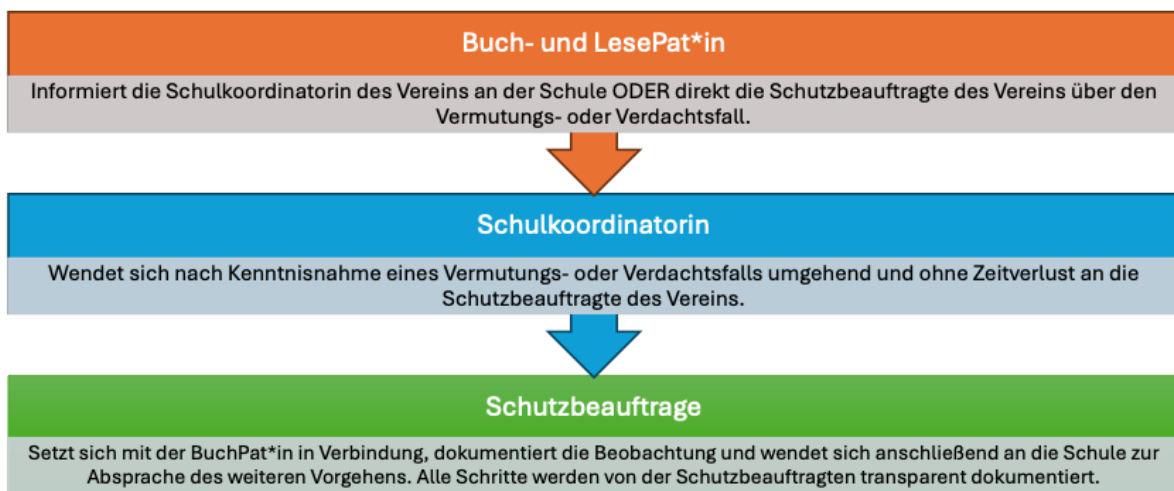 Buch- und LesePat*in
Informiert die Schulkoordinatorin des Vereins an der Schule ODER direkt die Schutzbeauftragte des Vereins über den
Vermutungs- oder Verdachtsfall.
Schulkoordinatorin
Wendet sich nach Kenntnisnahme eines Vermutungs- oder Verdachtsfalls umgehend und ohne Zeitverlust an die
Schutzbeauftragte des Vereins.
Schutzbeauftrage
Setzt sich mit der BuchPat*in in Verbindung, dokumentiert die Beobachtung und wendet sich anschließend an die Schule zur
Absprache des weiteren Vorgehens. Alle Schritte werden von der Schutzbeauftragten transparent dokumentiert.